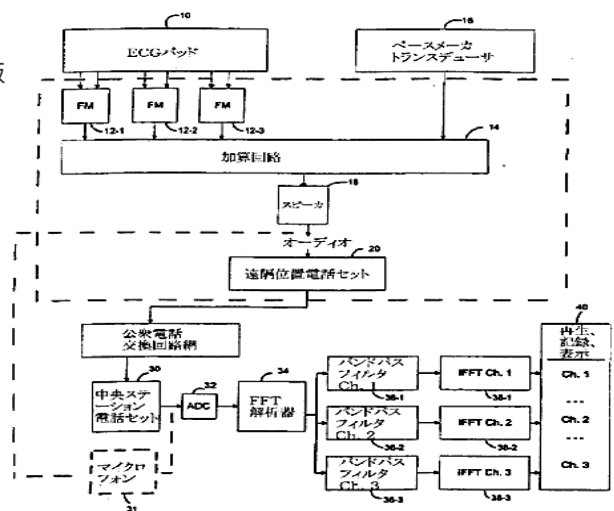 10
ECGパッド
16
ペースメーカ
トランスデューサ
版
FM
FM
FM
12-1
12-2
12-3
14
加算回路
18
スピーカ
オーディオ
20
遠隔位置電話セット
公衆電話
交換回路網
30
中央ステーション
電話セット
32
ADC
34
FFT
解析器
バンドパス
フィルタ
Ch. 1
36-1
IFFT Ch. 1
38-1
バンドパス
フィルタ
Ch. 2
36-2
IFFT Ch. 2
38-2
バンドパス
フィルタ
Ch. 3
36-3
IFFT Ch. 3
38-3
40
再生、
記録、
表示
Ch. 1
...
Ch. 2
...
Ch. 3
マイクロ
フォン
31